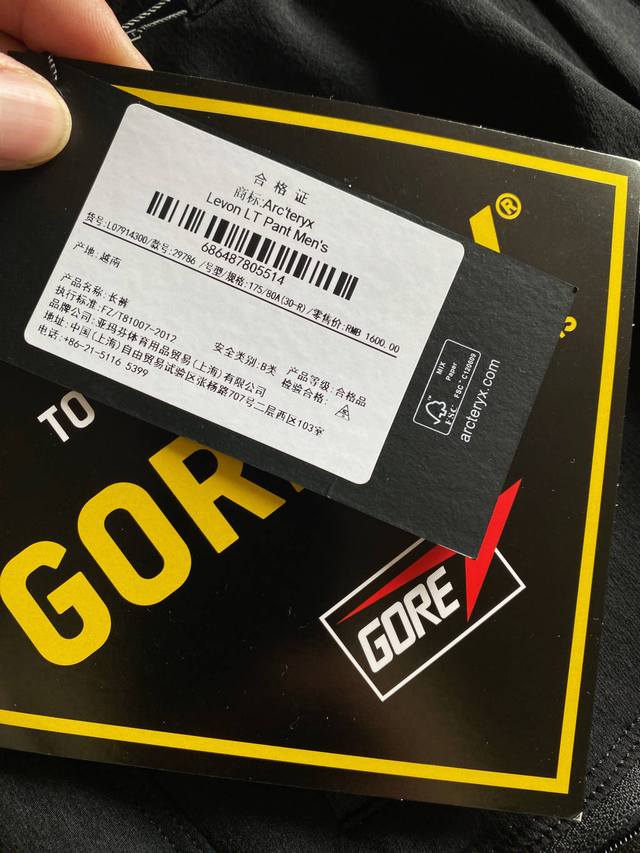 合格证
商标:Arc'teryx
Levon LT Pant Men's
686487805514
货号:L07914300/款号:29786 /号型/规格:175/80A(30-R)/零售价:RMB 1600.00
产地:越南
产品名称:长裤
执行标准:FZ/T81007-2012 安全类别:B类 产品等级:合格品
品牌公司:亚玛芬体育用品贸易(上海)有限公司 检验合格:
地址:中国(上海)自由贸易试验区张杨路707号二层西区103室
电话:+86-21-5116 5399
MIX
Paper
FSC™ C120609
FSC
arcteryx.com
®
TO
GOR
GORE